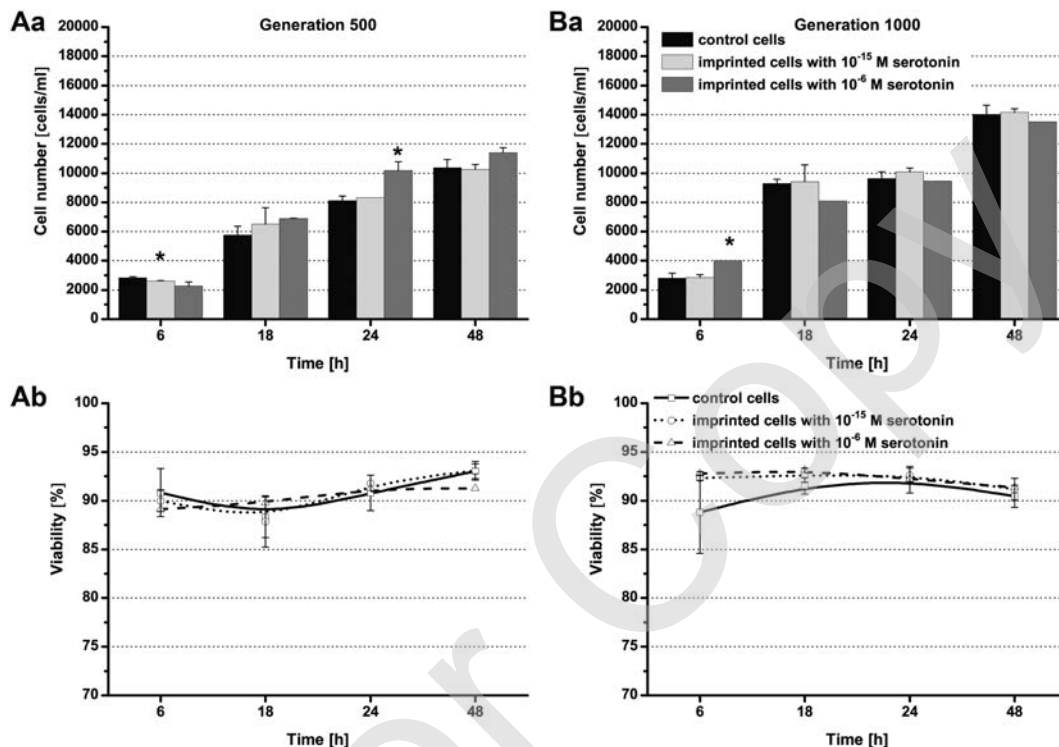 Aa
Generation 500
20000
18000
16000
14000
12000
10000
8000
6000
4000
2000
0
Cell number [cells/ml]
*
*
6
18
24
48
Time [h]
Ba
Generation 1000
20000
18000
16000
14000
12000
10000
8000
6000
4000
2000
0
Cell number [cells/ml]
control cells
imprinted cells with 10⁻¹⁵ M serotonin
imprinted cells with 10⁻⁶ M serotonin
*
6
18
24
48
Time [h]
Ab
100
95
90
85
80
75
70
Viability [%]
6
18
24
48
Time [h]
Bb
100
95
90
85
80
75
70
Viability [%]
control cells
imprinted cells with 10⁻¹⁵ M serotonin
imprinted cells with 10⁻⁶ M serotonin
6
18
24
48
Time [h]
r Copy